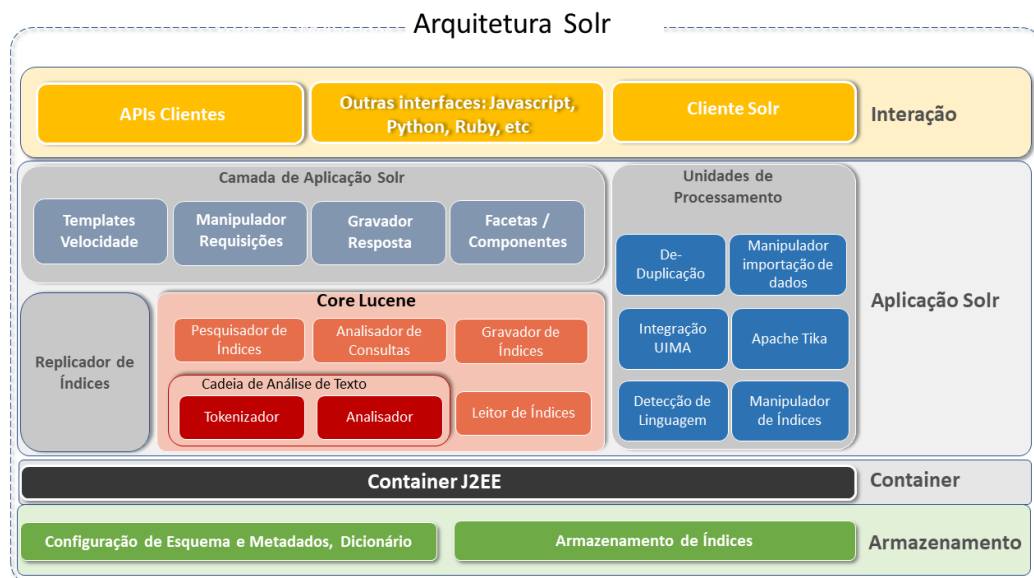 Arquitetura Solr
APIs Clientes
Outras interfaces: Javascript,
Python, Ruby, etc
Cliente Solr
Interação
Camada de Aplicação Solr
Templates
Velocidade
Manipulador
Requisições
Gravador
Resposta
Facetas /
Componentes
Unidades de
Processamento
De-
Duplicação
Manipulador
importação de
dados
Integração
UIMA
Apache Tika
Detecção de
Linguagem
Manipulador
de Índices
Aplicação Solr
Replicador de
Índices
Core Lucene
Pesquisador de
Índices
Analisador de
Consultas
Gravador de
Índices
Cadeia de Análise de Texto
Tokenizador
Analisador
Leitor de Índices
Container J2EE
Container
Configuração de Esquema e Metadados, Dicionário
Armazenamento de Índices
Armazenamento